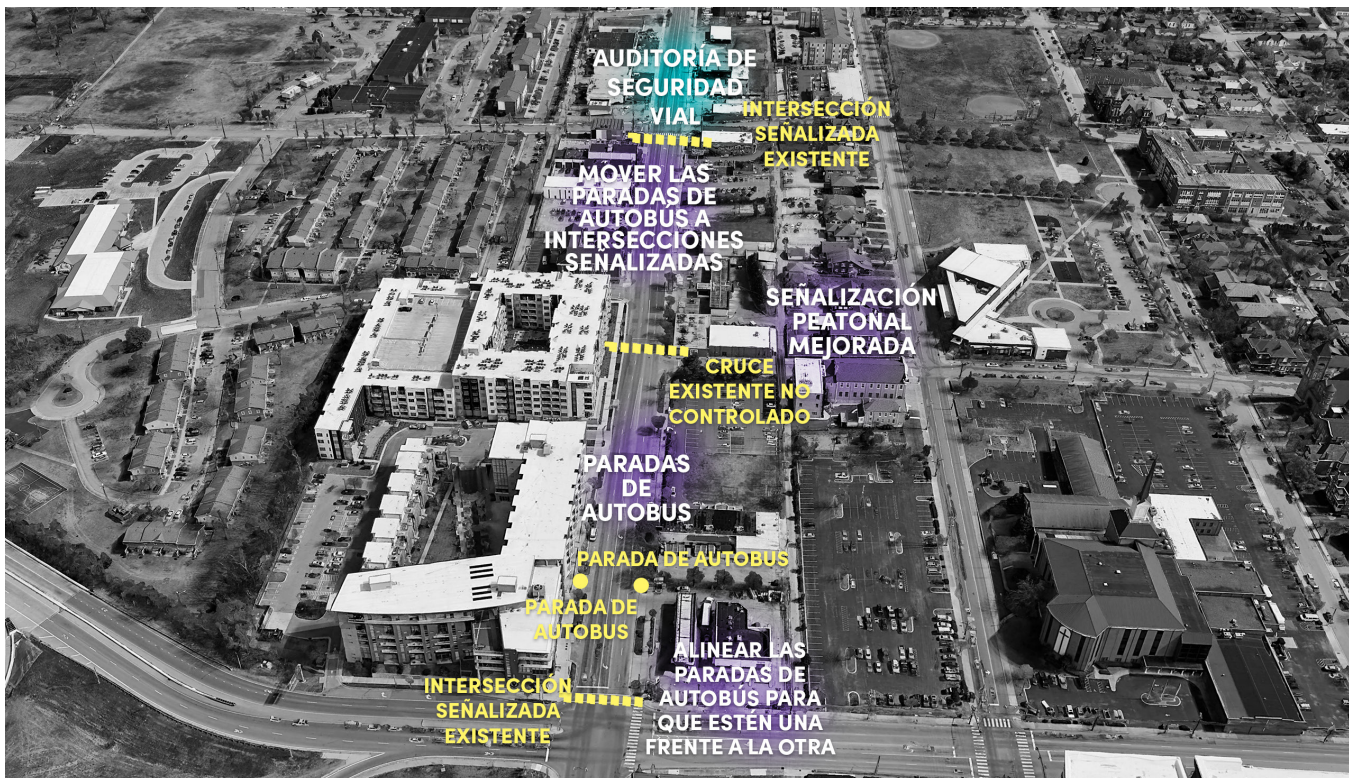 AUDITORÍA DE
SEGURIDAD
VIAL
INTERSECCIÓN
SEÑALIZADA
EXISTENTE
MOVER LAS
PARADAS DE
AUTOBÚS A
INTERSECCIONES
SEÑALIZADAS
SEÑALIZACIÓN
PEATONAL
MEJORADA
CRUCE
EXISTENTE NO
CONTROLADO
PARADAS
DE
AUTOBUS
PARADA DE AUTOBUS
PARADA DE
AUTOBUS
ALINEAR LAS
PARADAS DE
AUTOBÚS PARA
QUE ESTÉN UNA
FRENTE A LA OTRA
INTERSECCIÓN
SEÑALIZADA
EXISTENTE